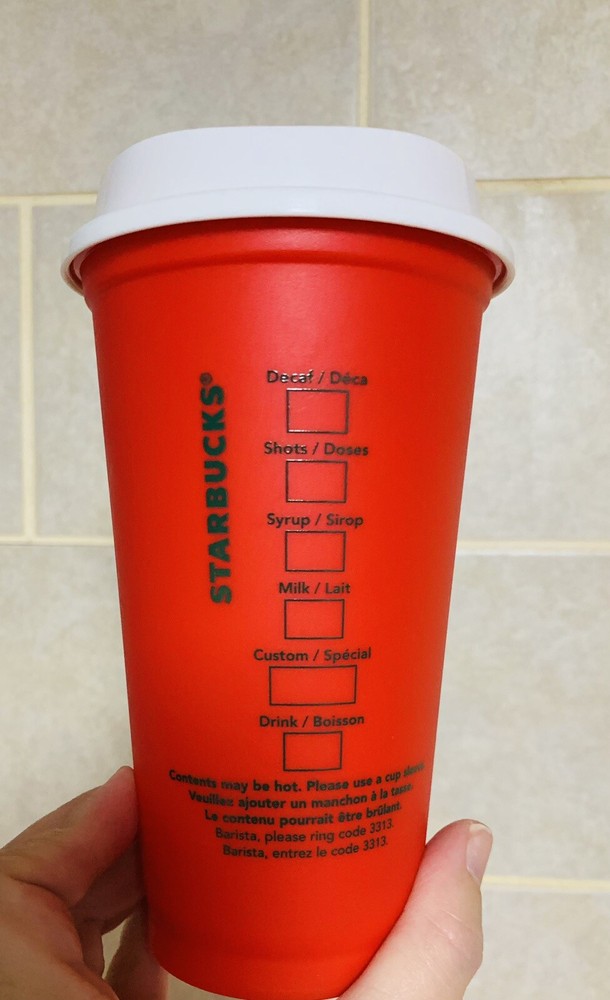 STARBUCKS®
Decaf / Déca
Shots / Doses
Syrup / Sirop
Milk / Lait
Custom / Spécial
Drink / Boisson
Contents may be hot. Please use a cup sleeve.
Veuillez ajouter un manchon à la tasse.
Le contenu pourrait être brûlant.
Barista, please ring code 3313.
Barista, entrez le code 3313.